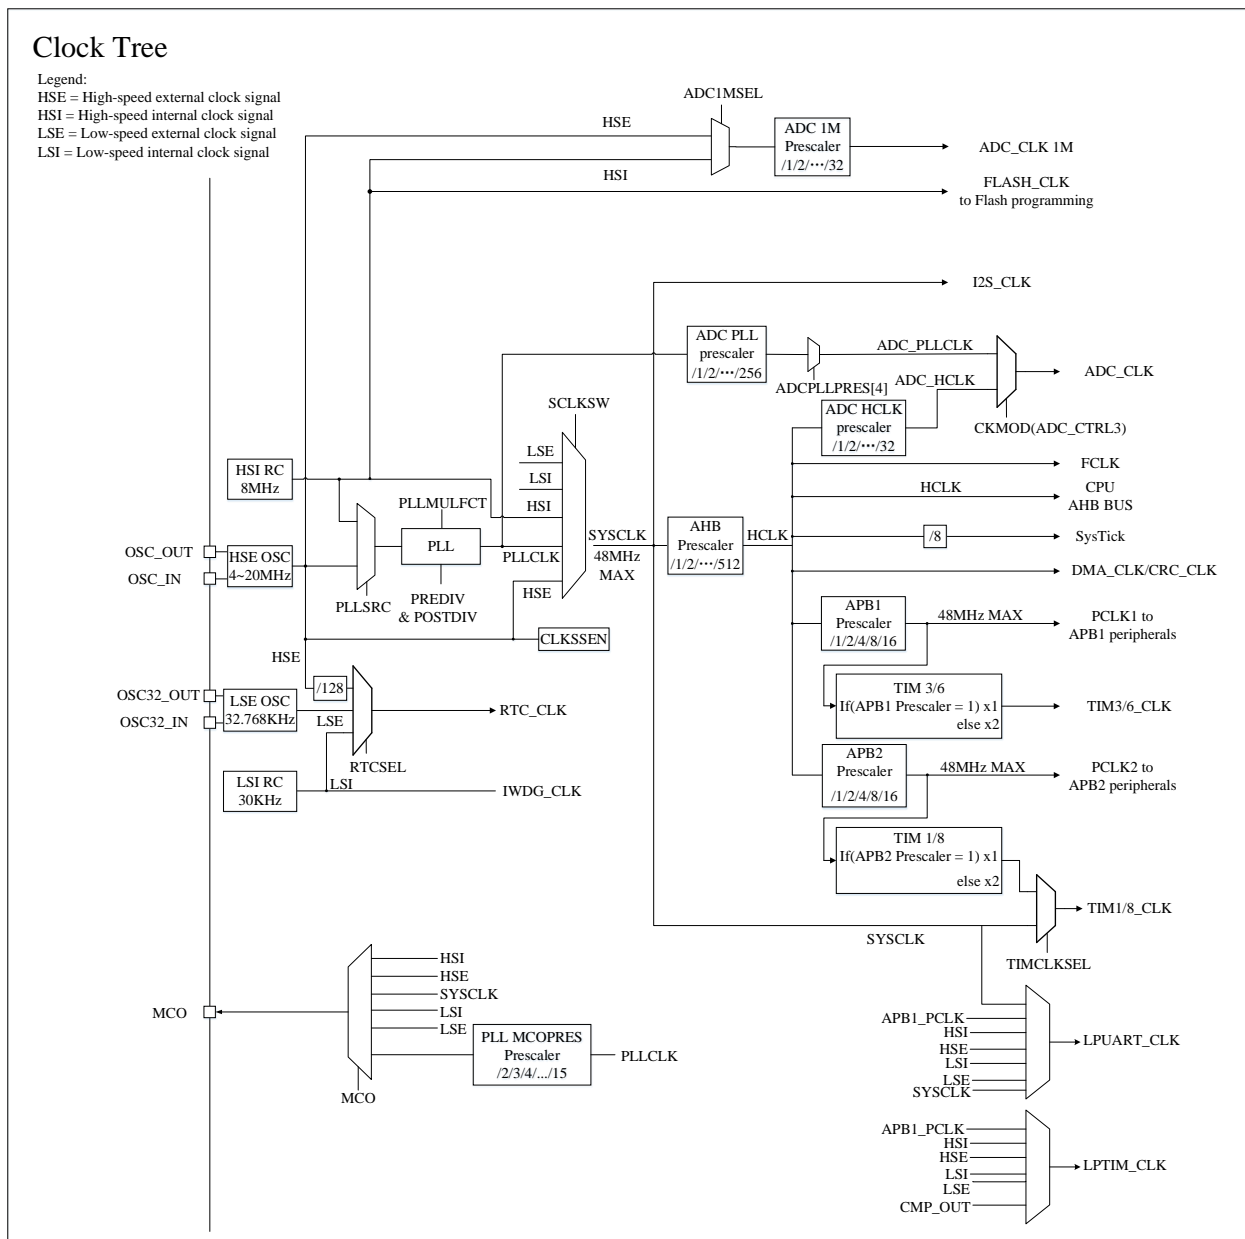 Clock Tree
Legend:
HSE = High-speed external clock signal
HSI = High-speed internal clock signal
LSE = Low-speed external clock signal
LSI = Low-speed internal clock signal
ADC1MSEL
HSE
ADC 1M
Prescaler
/1/2/⋯/32
ADC_CLK 1M
HSI
FLASH_CLK
to Flash programming
I2S_CLK
ADC PLL
prescaler
/1/2/⋯/256
ADC_PLLCLK
ADCPLLPRES[4]
ADC_HCLK
ADC_CLK
CKMOD(ADC_CTRL3)
ADC HCLK
prescaler
/1/2/⋯/32
SCLKSW
LSE
LSI
HSI
PLLCLK
HSE
HSI RC
8MHz
PLLMULFCT
PLL
PREDIV
& POSTDIV
PLLSRC
OSC_OUT
OSC_IN
HSE OSC
4~20MHz
SYSCLK
48MHz
MAX
AHB
Prescaler
/1/2/⋯/512
HCLK
FCLK
HCLK
CPU
AHB BUS
/8
SysTick
DMA_CLK/CRC_CLK
APB1
Prescaler
/1/2/4/8/16
48MHz MAX
PCLK1 to
APB1 peripherals
CLKSSEN
HSE
/128
OSC32_OUT
OSC32_IN
LSE OSC
32.768KHz
LSE
RTC_CLK
RTCSEL
TIM 3/6
If(APB1 Prescaler = 1) x1
else x2
TIM3/6_CLK
LSI RC
30KHz
LSI
IWDG_CLK
APB2
Prescaler
/1/2/4/8/16
48MHz MAX
PCLK2 to
APB2 peripherals
TIM 1/8
If(APB2 Prescaler = 1) x1
else x2
TIM1/8_CLK
SYSCLK
TIMCLKSEL
MCO
HSI
HSE
SYSCLK
LSI
LSE
PLL MCOPRES
Prescaler
/2/3/4/.../15
PLLCLK
MCO
APB1_PCLK
HSI
HSE
LSI
LSE
SYSCLK
LPUART_CLK
APB1_PCLK
HSI
HSE
LSI
LSE
CMP_OUT
LPTIM_CLK